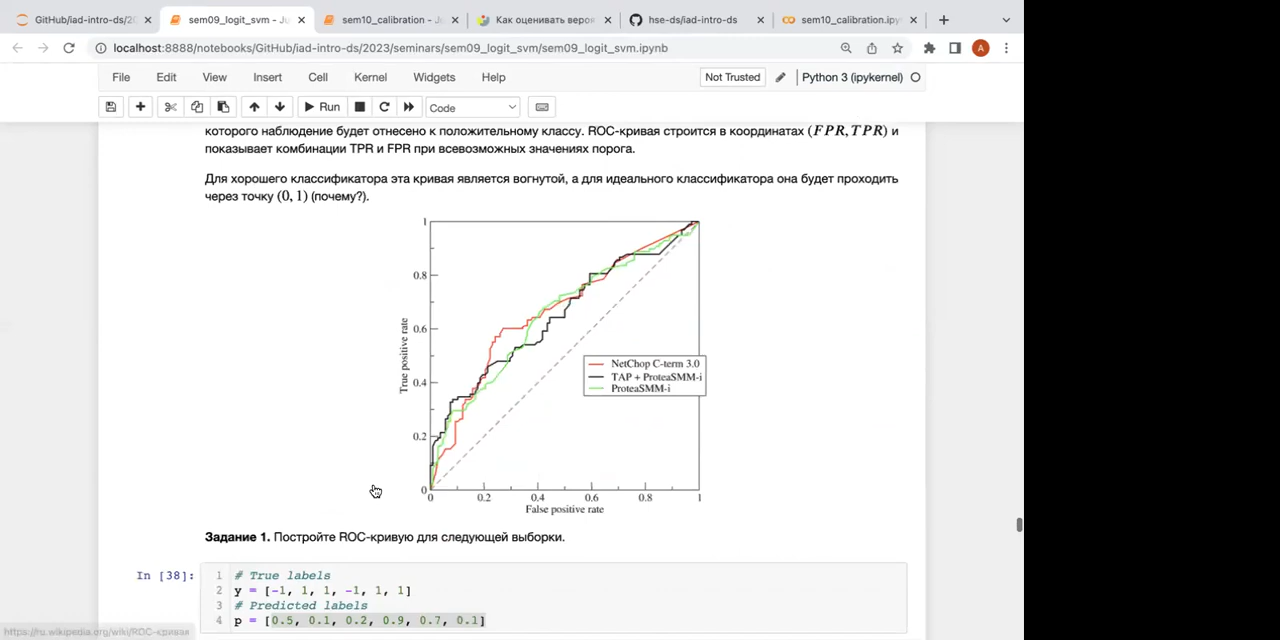 GitHub/iad-intro-ds/20
sem09_logit_svm - Ju
sem10_calibration - J
Как оценивать вероя
hse-ds/iad-intro-ds
sem10_calibration.ipy
localhost:8888/notebooks/GitHub/iad-intro-ds/2023/seminars/sem09_logit_svm/sem09_logit_svm.ipynb
A
File Edit View Insert Cell Kernel Widgets Help
Not Trusted
Python 3 (ipykernel)
Run
Code
которого наблюдение будет отнесено к положительному классу. ROC-кривая строится в координатах (FPR, TPR) и
показывает комбинации TPR и FPR при всевозможных значениях порога.
Для хорошего классификатора эта кривая является вогнутой, а для идеального классификатора она будет проходить
через точку (0, 1) (почему?).
1
0.8
0.6
0.4
0.2
0
True positive rate
NetChop C-term 3.0
TAP + ProteaSMM-i
ProteaSMM-i
0 0.2 0.4 0.6 0.8 1
False positive rate
Задание 1. Постройте ROC-кривую для следующей выборки.
In [38]:
1 # True labels
2 y = [-1, 1, 1, -1, 1, 1]
3 # Predicted labels
4 p = [0.5, 0.1, 0.2, 0.9, 0.7, 0.1]
https://ru.wikipedia.org/wiki/ROC-кривая